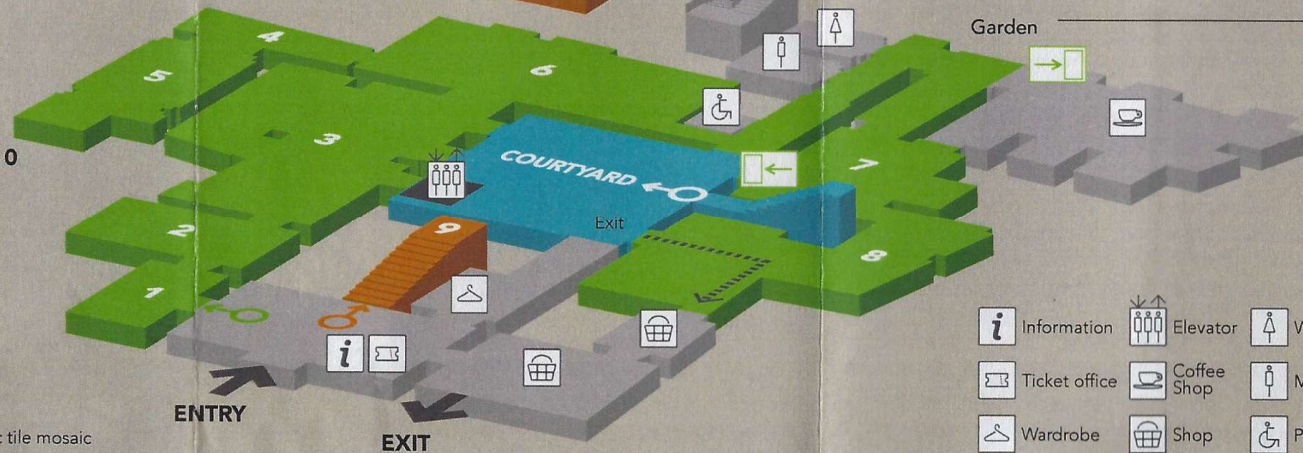 Garden
4
5
6
3
0
COURTYARD
7
2
9
Exit
8
1
i
ENTRY
EXIT
i Information
Elevator
Ticket office
Coffee
Shop
Wardrobe
Shop
tile mosaic